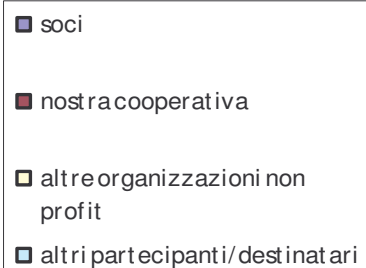 soci
nostra cooperativa
altre organizzazioni non
profit
altri partecipanti/destinatari